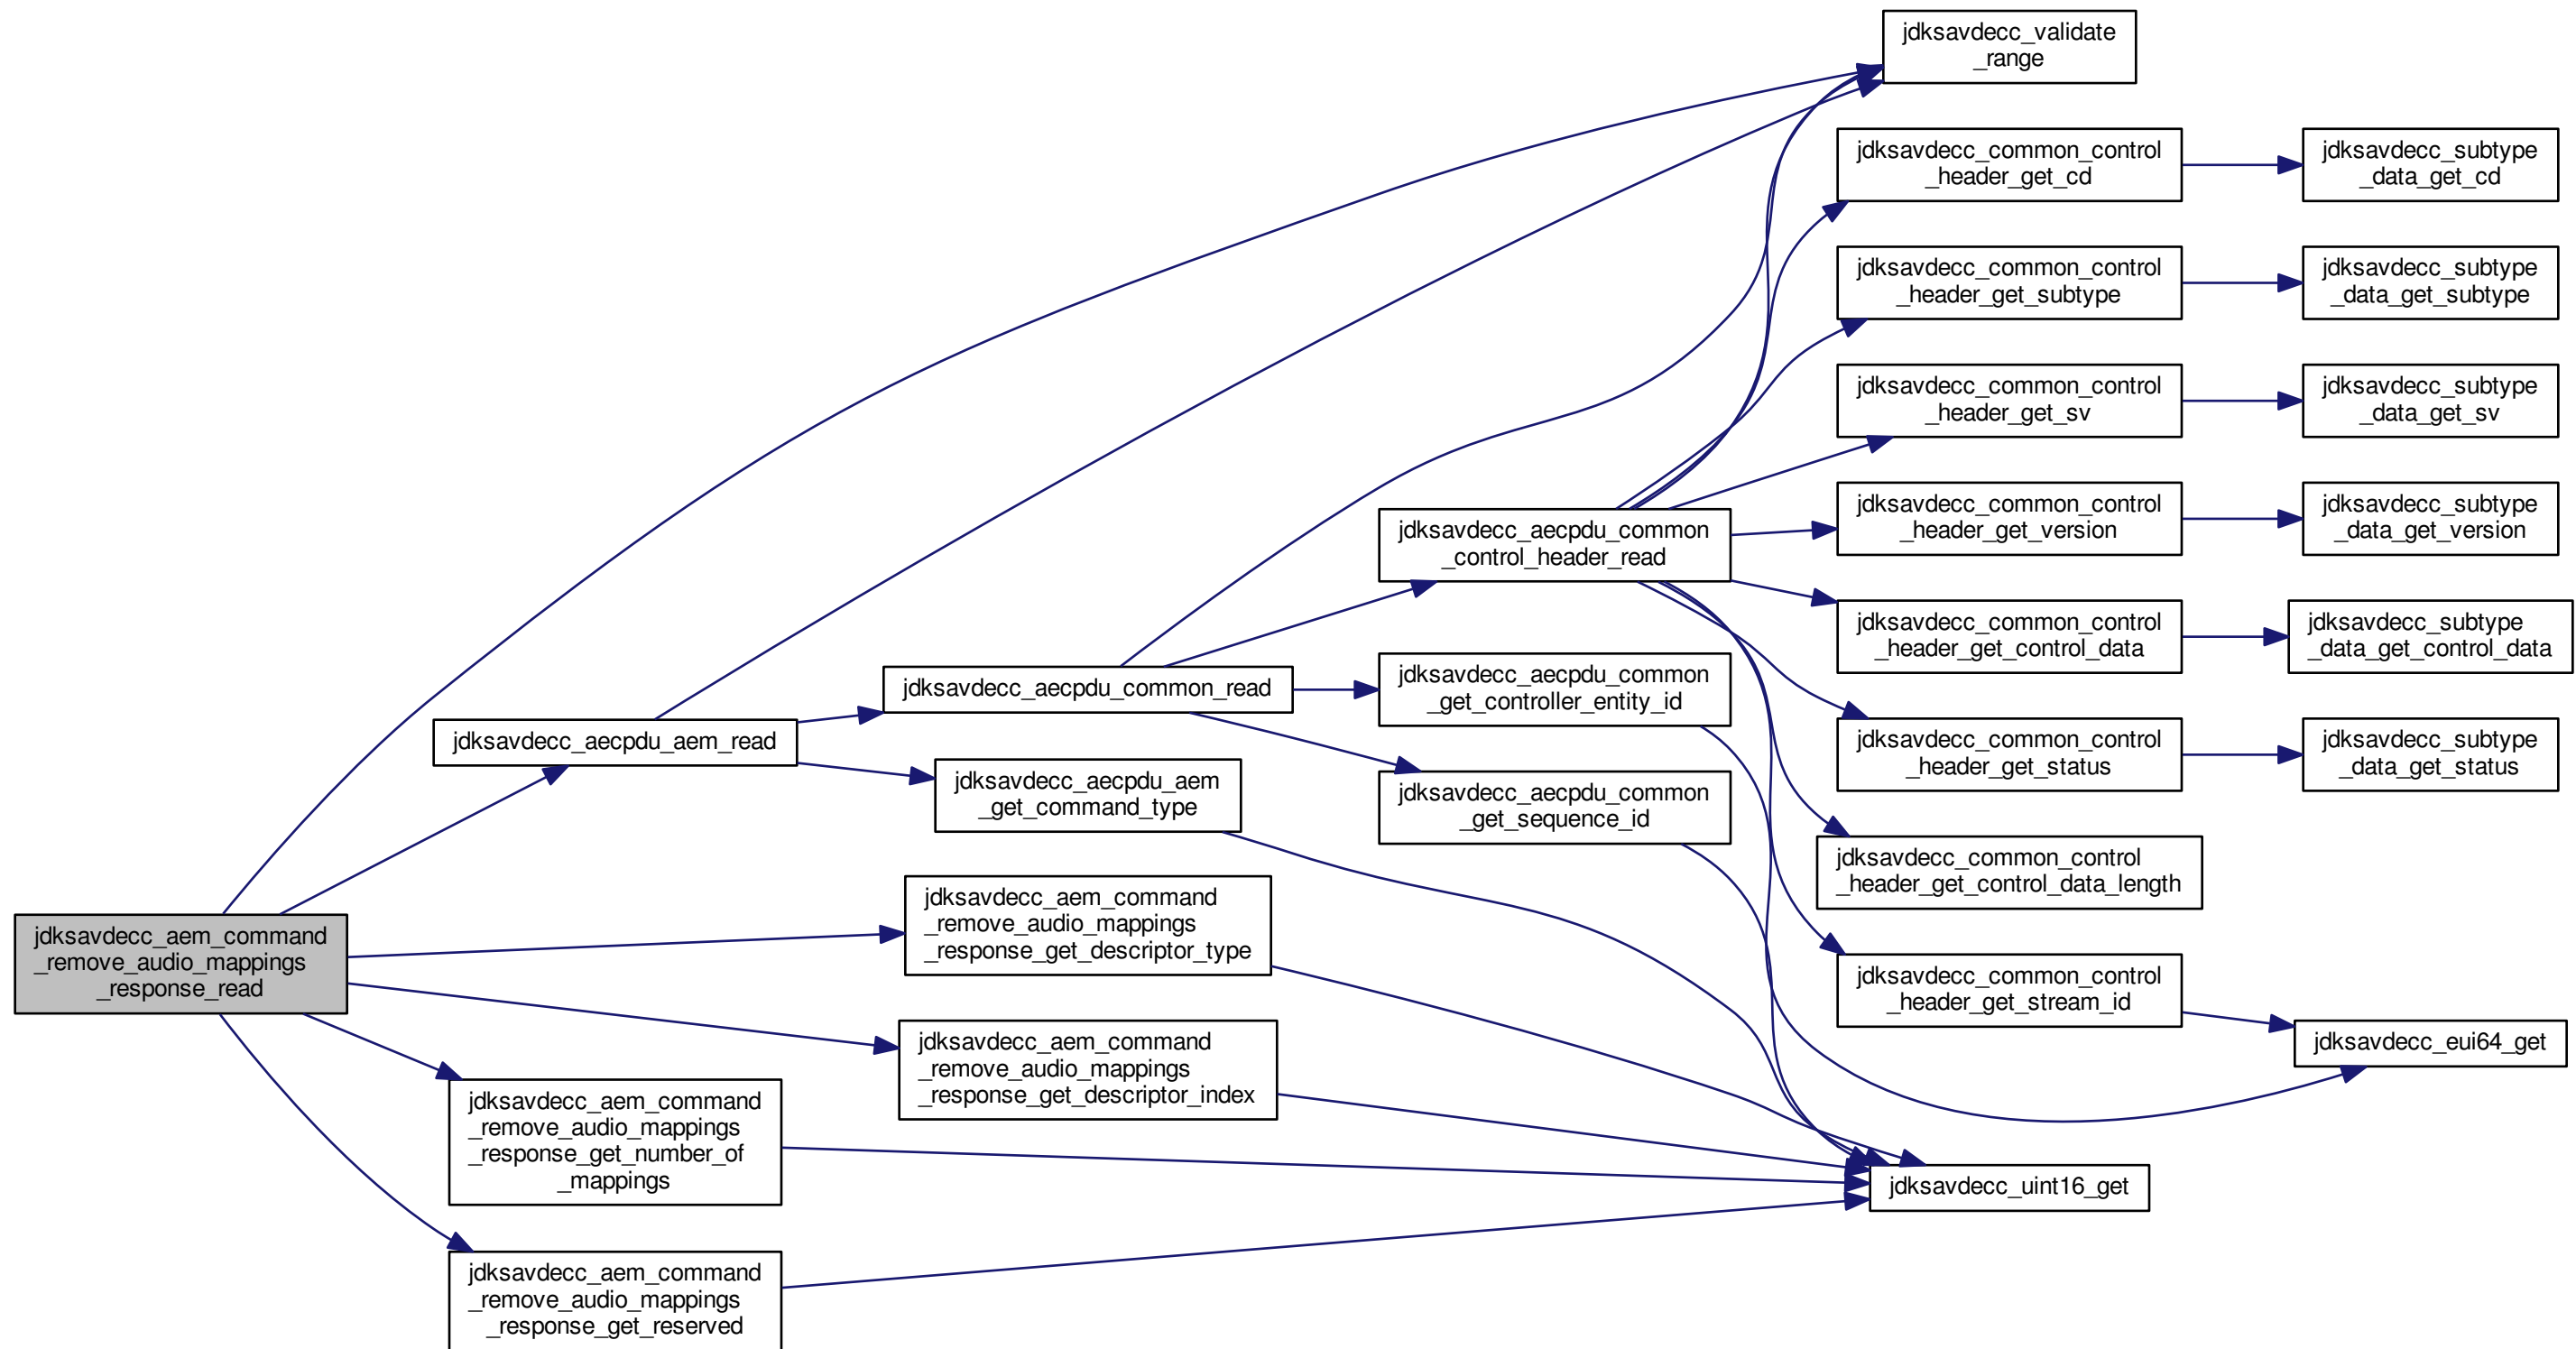 jdksavdecc_aem_command
_remove_audio_mappings
_response_read
jdksavdecc_aecpdu_aem_read
jdksavdecc_aem_command
_remove_audio_mappings
_response_get_number_of
_mappings
jdksavdecc_aem_command
_remove_audio_mappings
_response_get_reserved
jdksavdecc_aecpdu_common_read
jdksavdecc_aecpdu_aem
_get_command_type
jdksavdecc_aem_command
_remove_audio_mappings
_response_get_descriptor_type
jdksavdecc_aem_command
_remove_audio_mappings
_response_get_descriptor_index
jdksavdecc_aecpdu_common
_control_header_read
jdksavdecc_aecpdu_common
_get_controller_entity_id
jdksavdecc_aecpdu_common
_get_sequence_id
jdksavdecc_validate
_range
jdksavdecc_common_control
_header_get_cd
jdksavdecc_common_control
_header_get_subtype
jdksavdecc_common_control
_header_get_sv
jdksavdecc_common_control
_header_get_version
jdksavdecc_common_control
_header_get_control_data
jdksavdecc_common_control
_header_get_status
jdksavdecc_common_control
_header_get_control_data_length
jdksavdecc_common_control
_header_get_stream_id
jdksavdecc_uint16_get
jdksavdecc_subtype
_data_get_cd
jdksavdecc_subtype
_data_get_subtype
jdksavdecc_subtype
_data_get_sv
jdksavdecc_subtype
_data_get_version
jdksavdecc_subtype
_data_get_control_data
jdksavdecc_subtype
_data_get_status
jdksavdecc_eui64_get